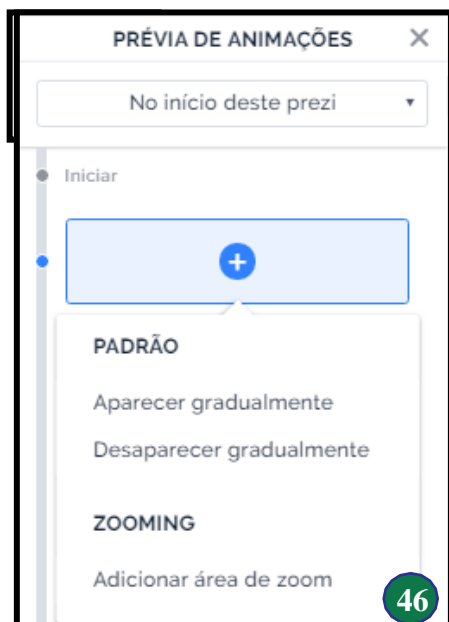 PRÉVIA DE ANIMAÇÕES
No início deste prezi
Iniciar
PADRÃO
Aparecer gradualmente
Desaparecer gradualmente
ZOOMING
Adicionar área de zoom
46